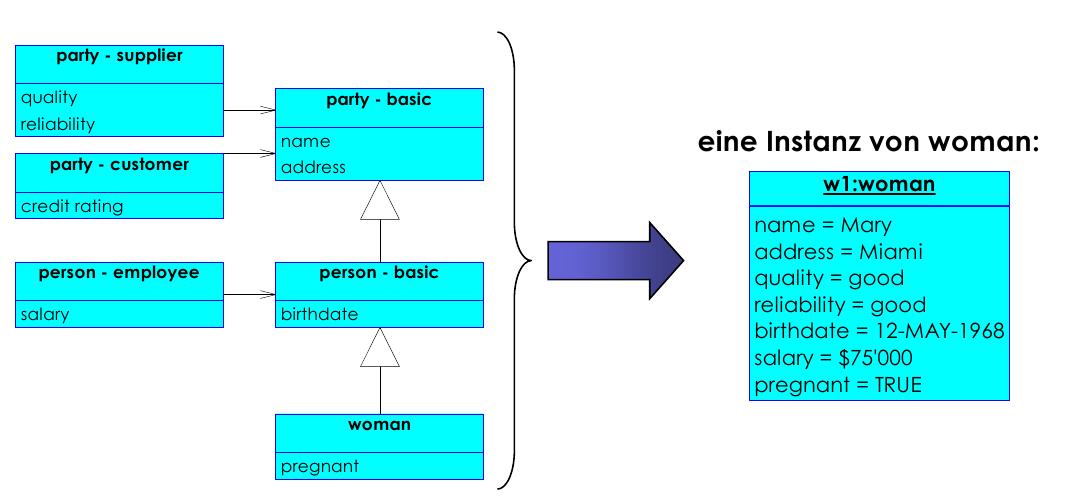 party - supplier
quality
reliability
party - customer
credit rating
party - basic
name
address
person - employee
salary
person - basic
birthdate
woman
pregnant
eine Instanz von woman:
w1:woman
name = Mary
address = Miami
quality = good
reliability = good
birthdate = 12-MAY-1968
salary = $75'000
pregnant = TRUE